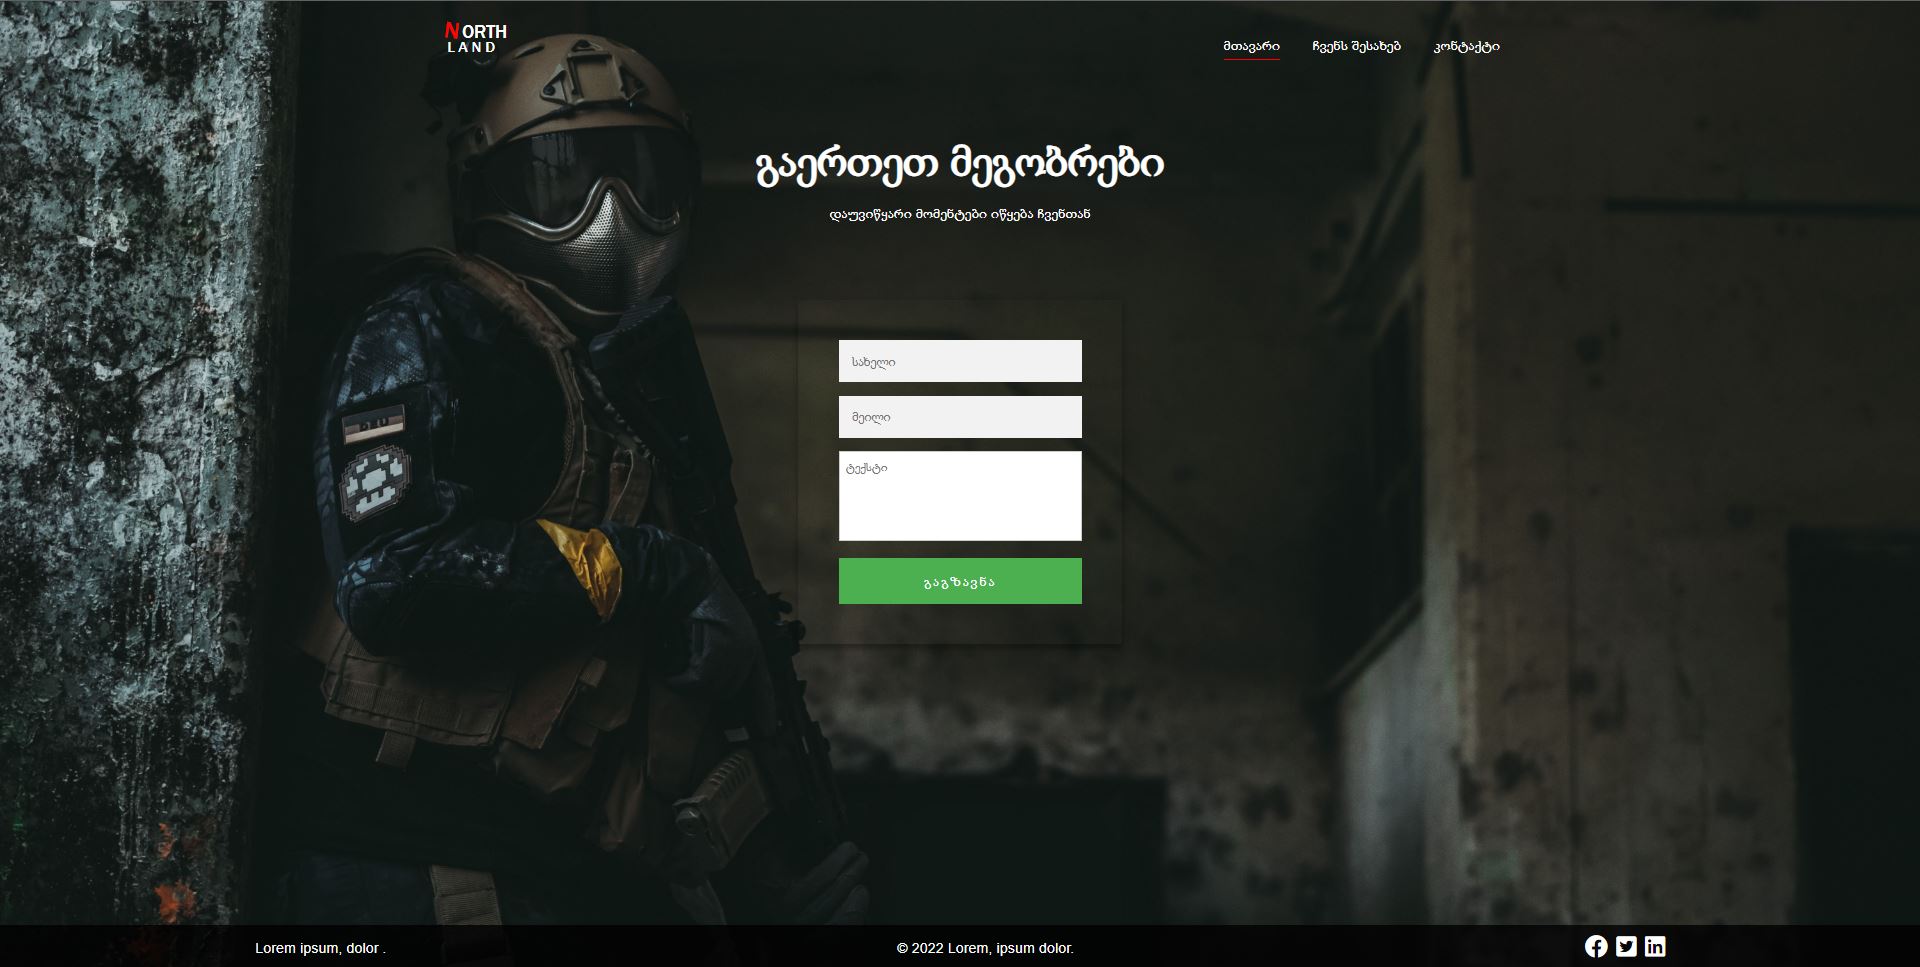 NORTH
LAND
მთავარი
ჩვენს შესახებ
კონტაქტი
გაერთეთ მეგობრები
დაუვიწყარი მომენტები იწყება ჩვენთან
სახელი
მეილი
ტექსტი
გაგზავნა
Lorem ipsum, dolor .
© 2022 Lorem, ipsum dolor.